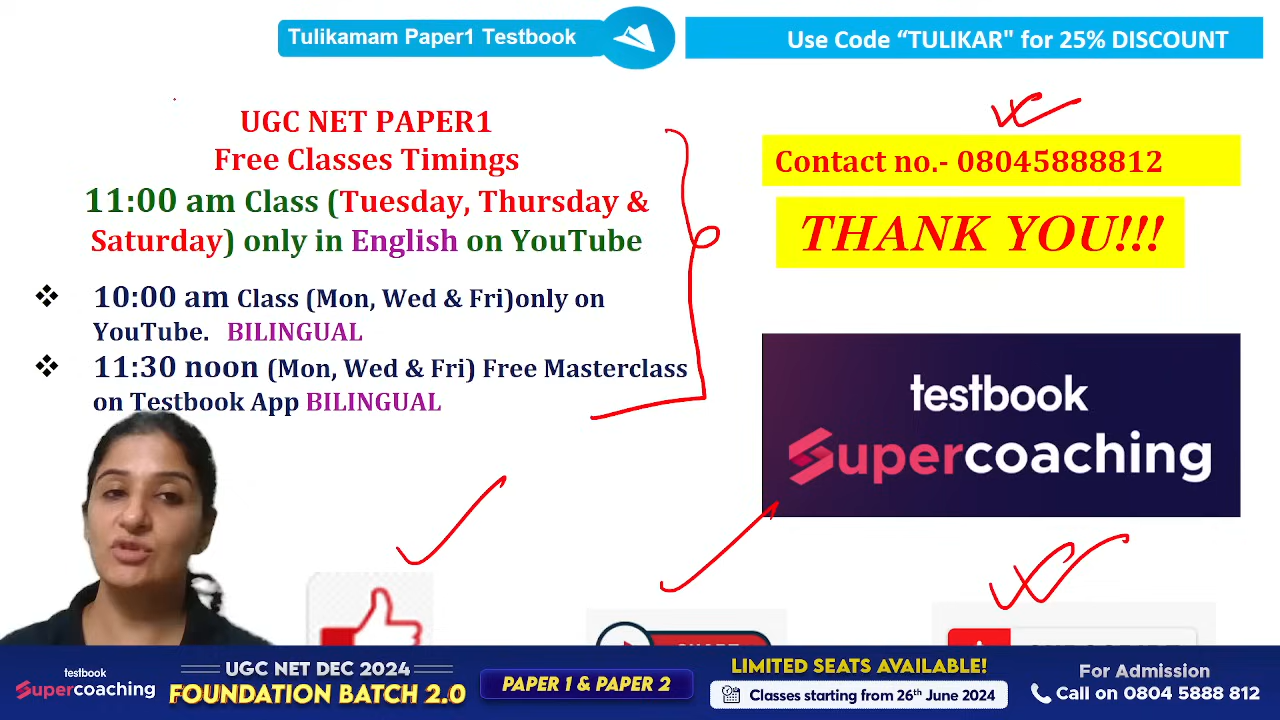 Tulikamam Paper1 Testbook
Use Code “TULIKAR" for 25% DISCOUNT
UGC NET PAPER1
Free Classes Timings
11:00 am Class (Tuesday, Thursday &
Saturday) only in English on YouTube
❖ 10:00 am Class (Mon, Wed & Fri)only on
YouTube. BILINGUAL
❖ 11:30 noon (Mon, Wed & Fri) Free Masterclass
on Testbook App BILINGUAL
Contact no.- 08045888812
THANK YOU!!!
testbook
Supercoaching
testbook
Supercoaching
UGC NET DEC 2024
FOUNDATION BATCH 2.0
PAPER 1 & PAPER 2
LIMITED SEATS AVAILABLE!
Classes starting from 26th June 2024
For Admission
Call on 0804 5888 812